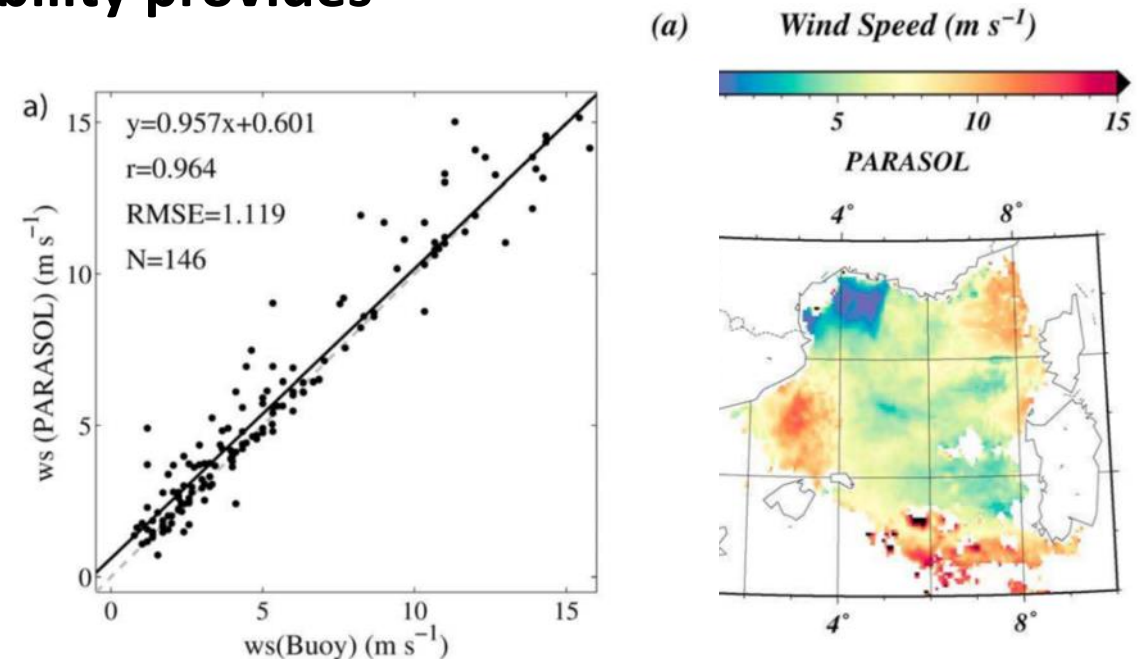 bility provides
a)
y=0.957x+0.601
r=0.964
RMSE=1.119
N=146
15
10
5
0
ws (PARASOL) (m s⁻¹)
0 5 10 15
ws(Buoy) (m s⁻¹)
(a) Wind Speed (m s⁻¹)
5 10 15
PARASOL
4° 8°
4° 8°